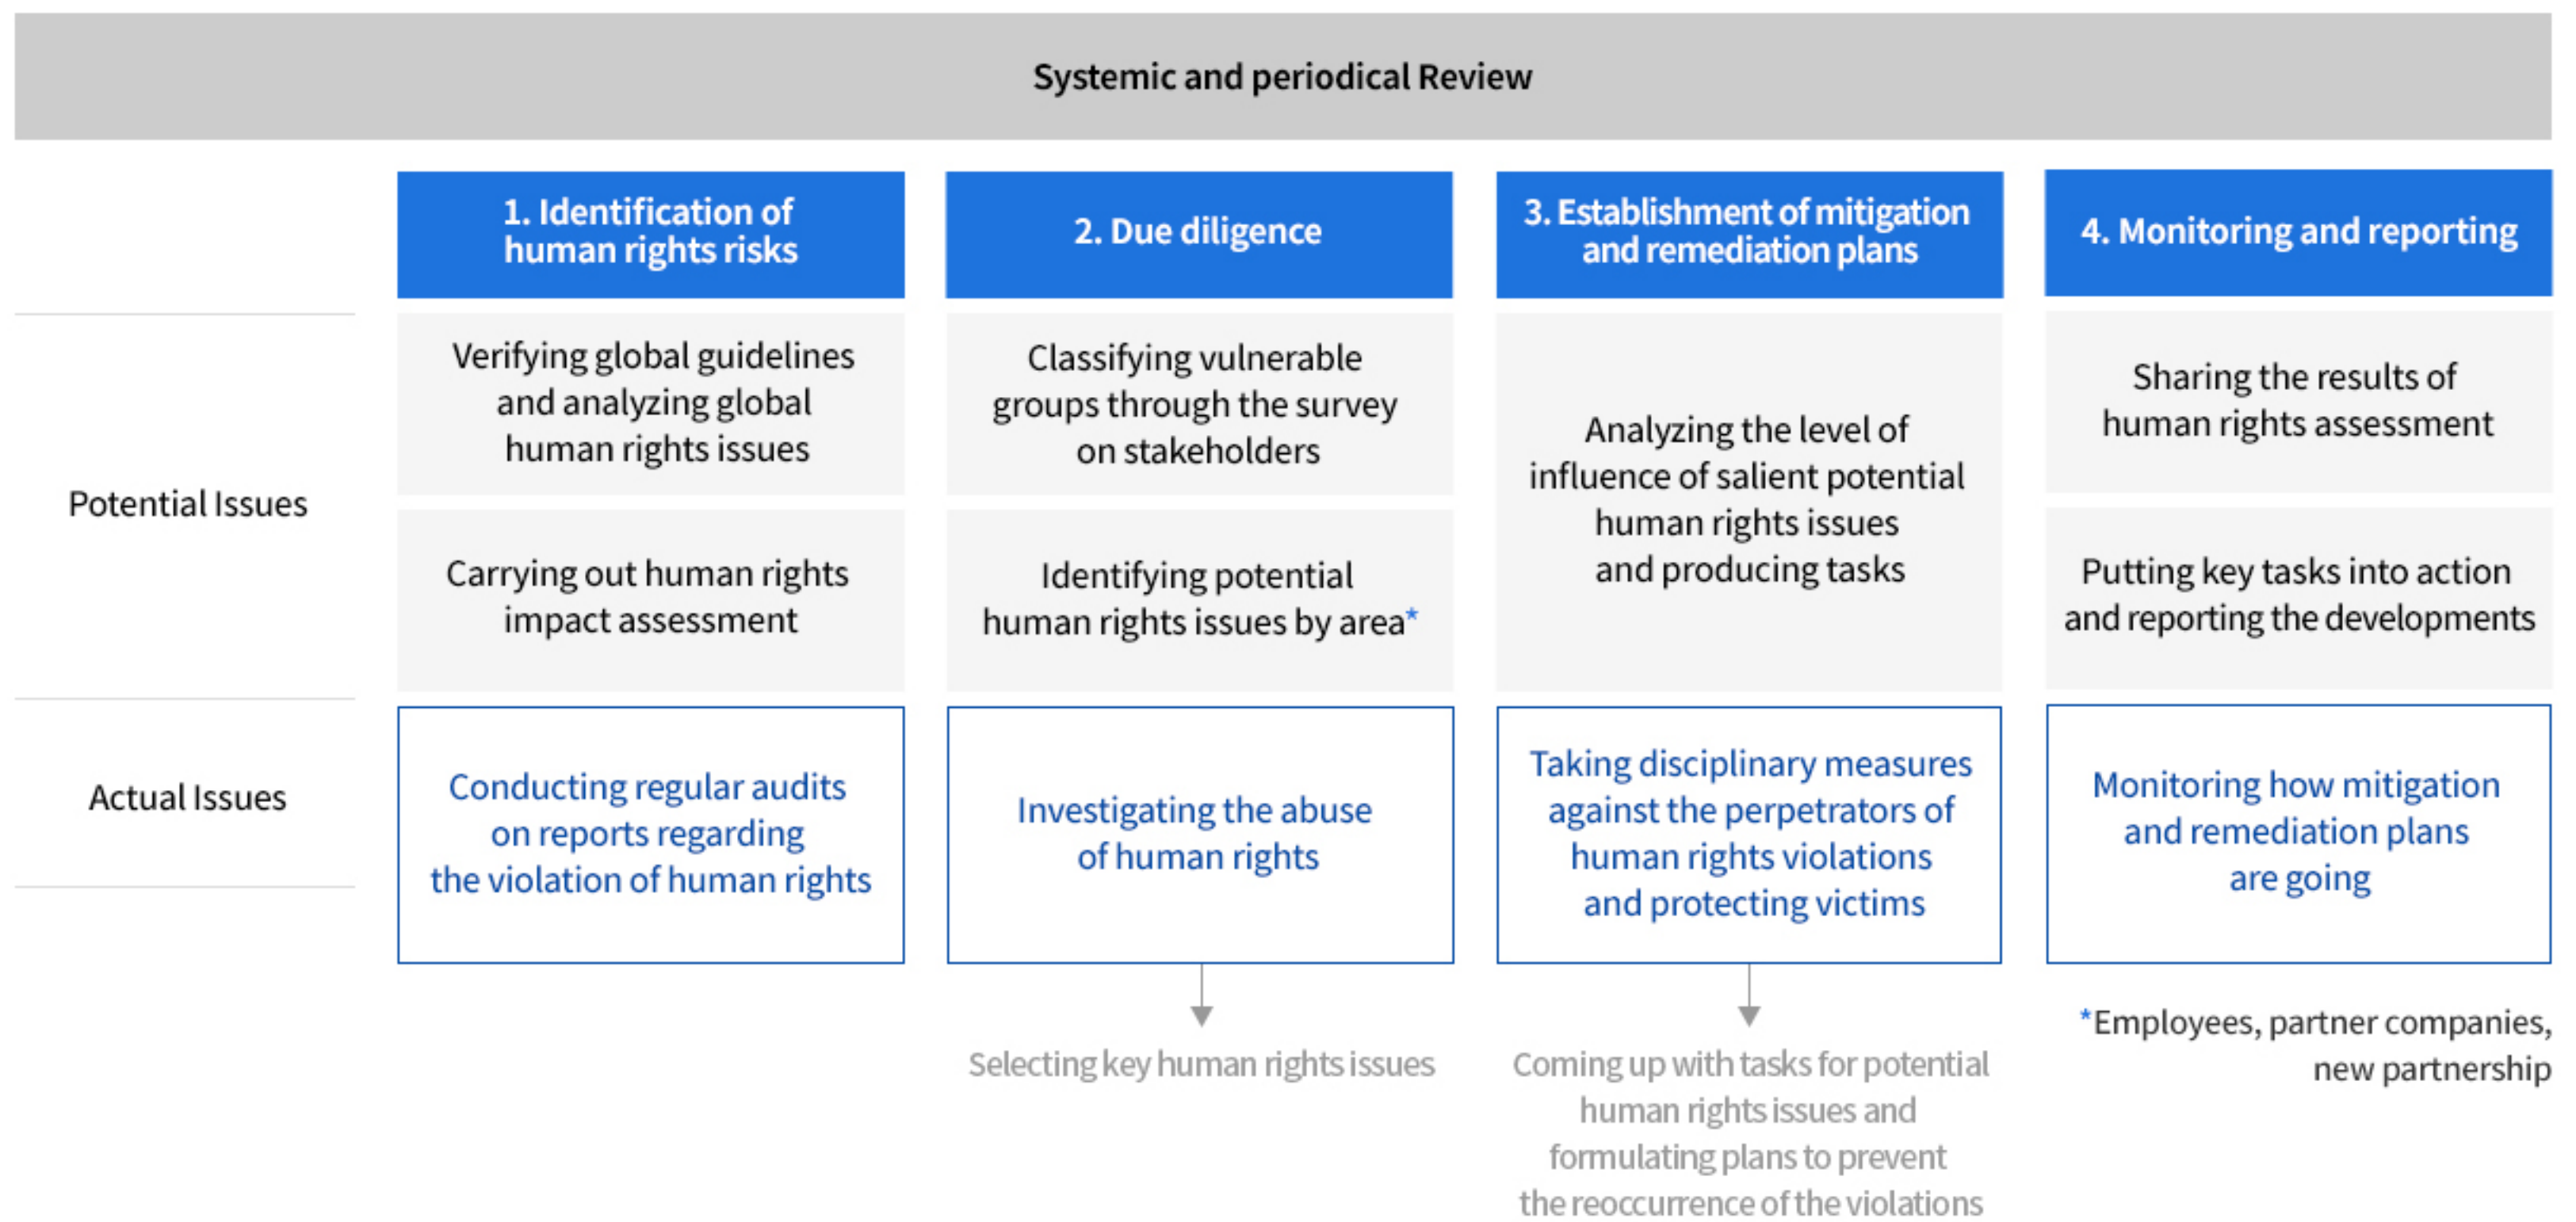 Systemic and periodical Review
1. Identification of
human rights risks
2. Due diligence
3. Establishment of mitigation
and remediation plans
4. Monitoring and reporting
Potential Issues
Verifying global guidelines
and analyzing global
human rights issues
Carrying out human rights
impact assessment
Classifying vulnerable
groups through the survey
on stakeholders
Identifying potential
human rights issues by area*
Analyzing the level of
influence of salient potential
human rights issues
and producing tasks
Sharing the results of
human rights assessment
Putting key tasks into action
and reporting the developments
Actual Issues
Conducting regular audits
on reports regarding
the violation of human rights
Investigating the abuse
of human rights
Taking disciplinary measures
against the perpetrators of
human rights violations
and protecting victims
Monitoring how mitigation
and remediation plans
are going
Selecting key human rights issues
Coming up with tasks for potential
human rights issues and
formulating plans to prevent
the reoccurrence of the violations
*Employees, partner companies,
new partnership